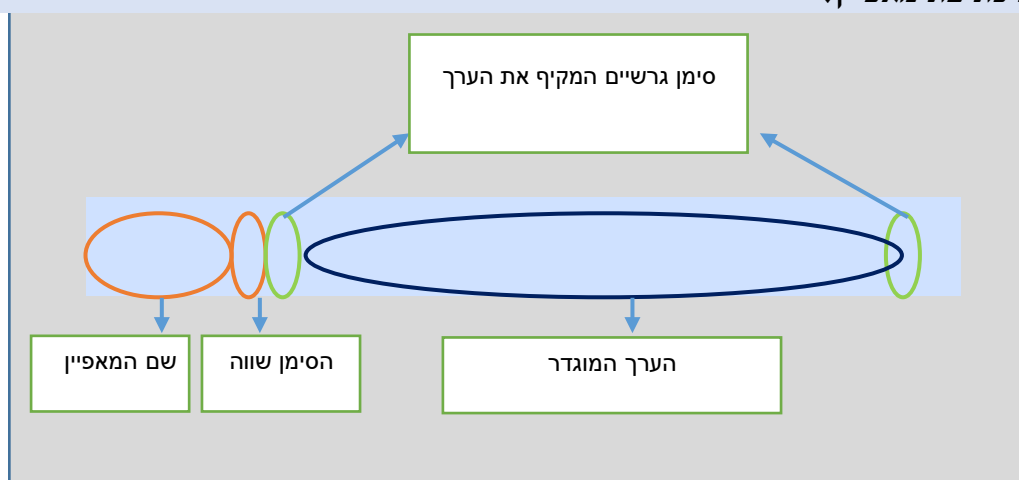 סימן גרשיים המקיף את הערך
שם המאפיין
הסימן שווה
הערך המוגדר